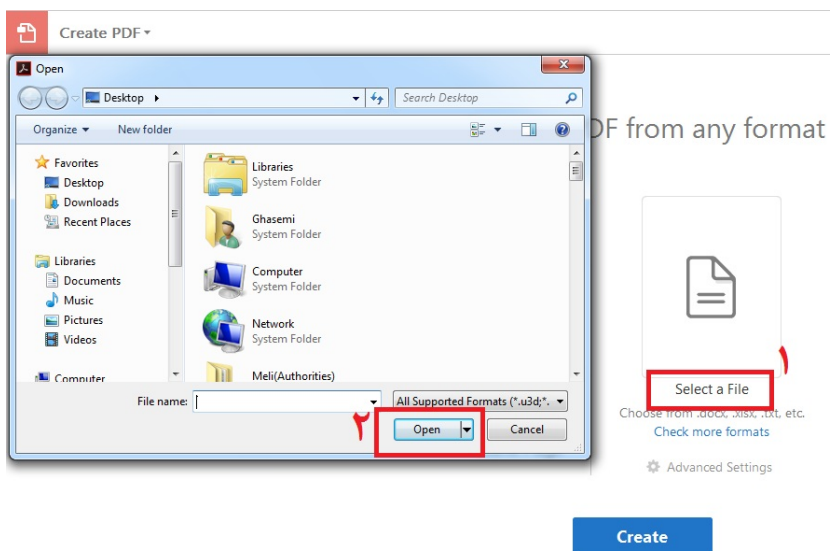 Create PDF
Open
Desktop
Search Desktop
Organize
New folder
Favorites
Desktop
Downloads
Recent Places
Libraries
Documents
Music
Pictures
Videos
Computer
Libraries
System Folder
Ghasemi
System Folder
Computer
System Folder
Network
System Folder
Meli(Authorities)
File name:
All Supported Formats (*.u3d;*.
۲
Open
Cancel
DF from any format
۱
Select a File
Choose from .docx, .xlsx, .txt, etc.
Check more formats
Advanced Settings
Create